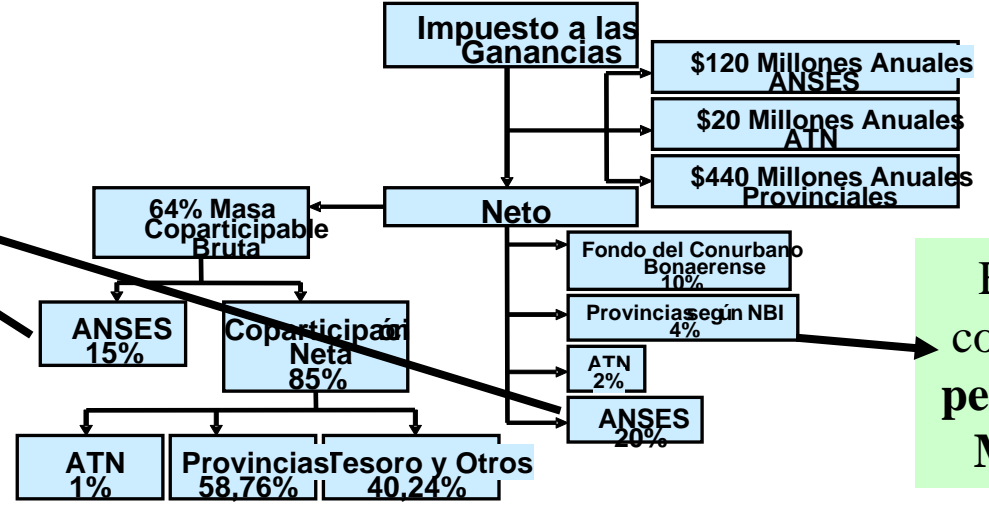 Impuesto a las
Ganancias
$120 Millones Anuales
ANSES
$20 Millones Anuales
ATN
$440 Millones Anuales
Provinciales
Neto
64% Masa
Coparticipable
Bruta
Fondo del Conurbano
Bonaerense
10%
Provincias según NBI
4%
ATN
2%
ANSES
20%
ANSES
15%
Coparticipación
Neta
85%
ATN
1%
Provincias
58,76%
Tesoro y Otros
40,24%
co
pe